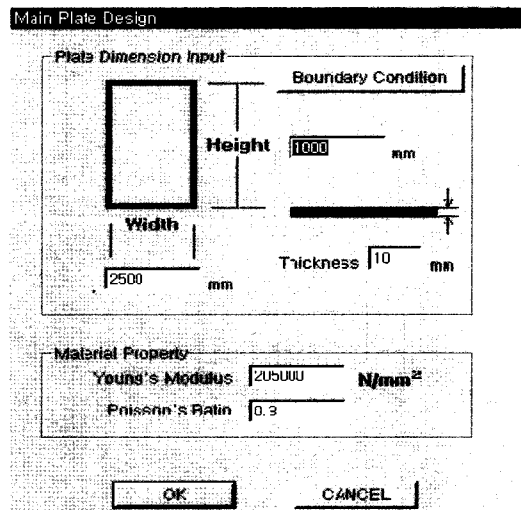 Main Plate Design
Plate Dimension Input
Boundary Condition
Height
1000 mm
Width
Thickness 10 mm
2500 mm
Material Property
Young's Modulus 205000 N/mm²
Poisson's Ratio 0.3
OK CANCEL